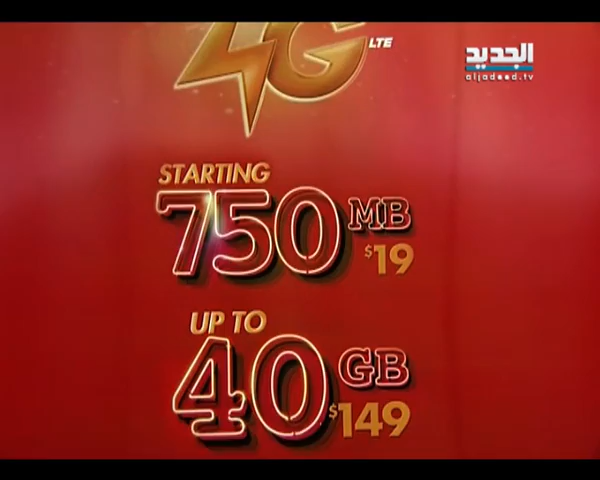 4G
LTE
الجديد
aljadeed.tv
STARTING
750 MB
$19
UP TO
40 GB
$149